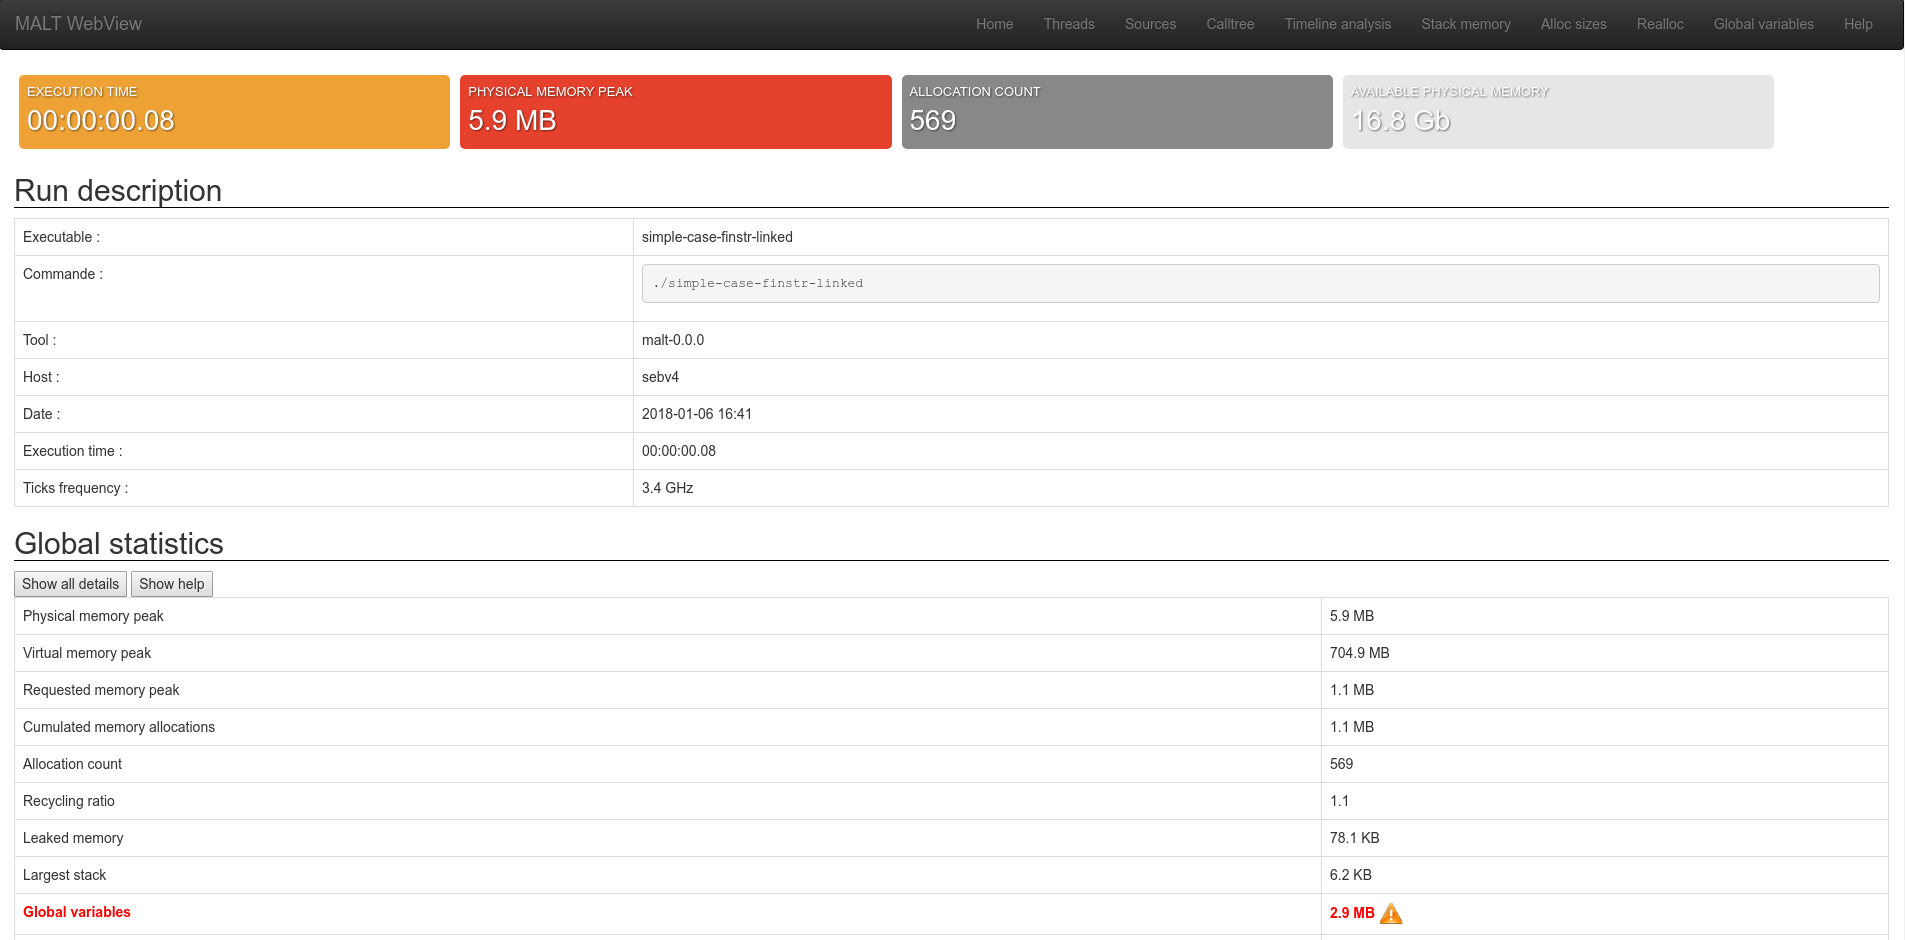 MALT WebView Home Threads Sources Calltree Timeline analysis Stack memory Alloc sizes Realloc Global variables Help
EXECUTION TIME PHYSICAL MEMORY PEAK ALLOCATION COUNT AVAILABLE PHYSICAL MEMORY
00:00:00.08 5.9 MB 569 16.8 Gb
Run description
Executable : simple-case-finstr-linked
Commande : ./simple-case-finstr-linked
Tool : malt-0.0.0
Host : sebv4
Date : 2018-01-06 16:41
Execution time : 00:00:00.08
Ticks frequency : 3.4 GHz
Global statistics
Show all details Show help
Physical memory peak 5.9 MB
Virtual memory peak 704.9 MB
Requested memory peak 1.1 MB
Cumulated memory allocations 1.1 MB
Allocation count 569
Recycling ratio 1.1
Leaked memory 78.1 KB
Largest stack 6.2 KB
Global variables 2.9 MB